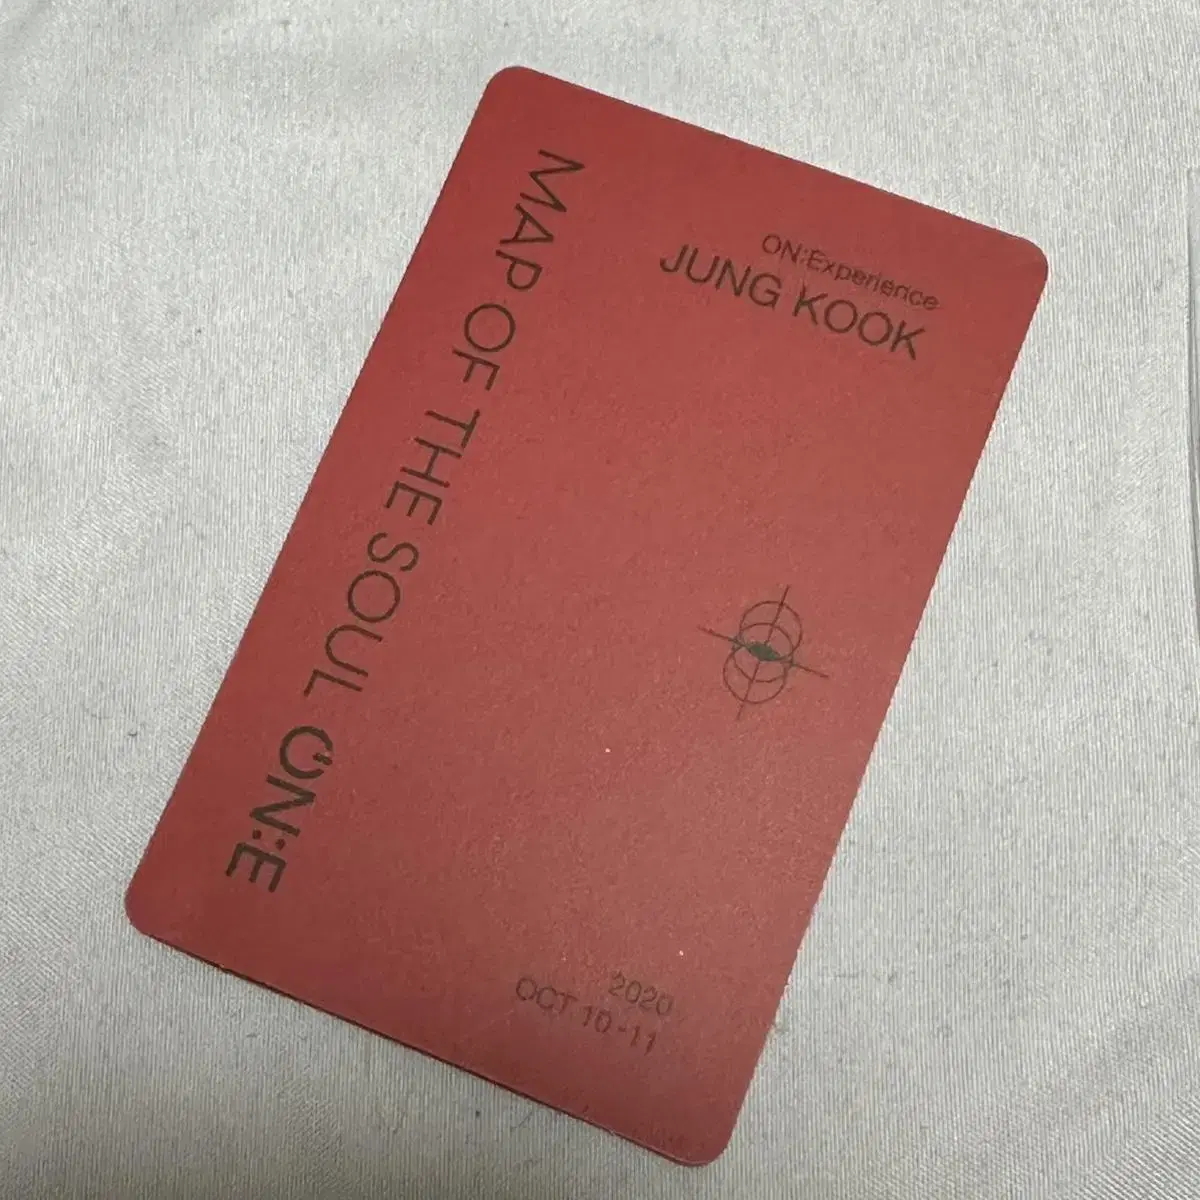 ON:Experience
JUNG KOOK
MAP OF THE SOUL ON:E
2020
OCT 10 -11